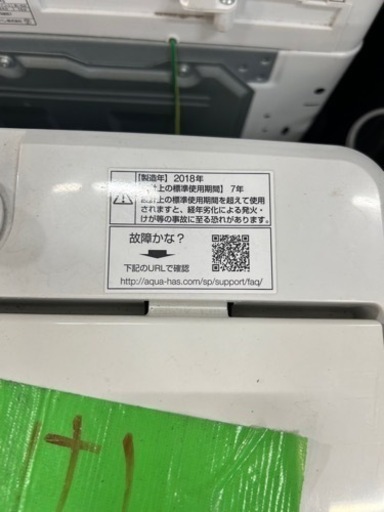 【製造年】2018年
上の標準使用期間】7年
設計上の標準使用期間を超えて使用
されますと、経年劣化による発火・
けが等の事故に至る恐れがあります。
故障かな?
下記のURLで確認
http://aqua-has.com/sp/support/faq/